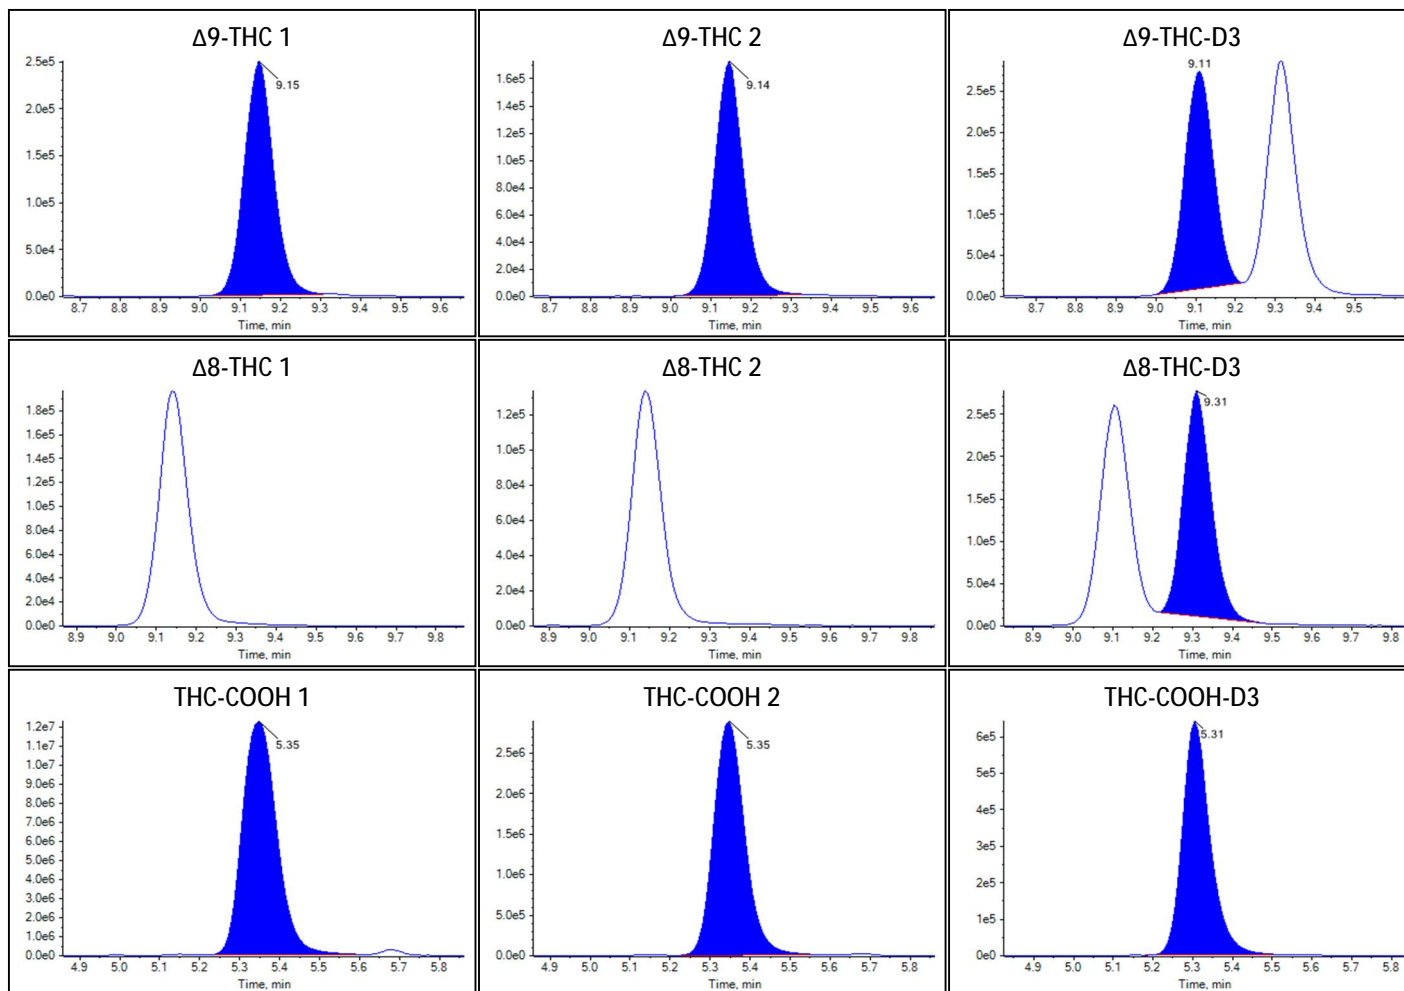 Δ9-THC 1
2.5e5
2.0e5
1.5e5
1.0e5
5.0e4
0.0e0
9.15
8.7 8.8 8.9 9.0 9.1 9.2 9.3 9.4 9.5 9.6
Time, min
Δ9-THC 2
1.6e5
1.4e5
1.2e5
1.0e5
8.0e4
6.0e4
4.0e4
2.0e4
0.0e0
9.14
8.7 8.8 8.9 9.0 9.1 9.2 9.3 9.4 9.5 9.6
Time, min
Δ9-THC-D3
2.5e5
2.0e5
1.5e5
1.0e5
5.0e4
0.0e0
9.11
8.7 8.8 8.9 9.0 9.1 9.2 9.3 9.4 9.5
Time, min
Δ8-THC 1
1.8e5
1.6e5
1.4e5
1.2e5
1.0e5
8.0e4
6.0e4
4.0e4
2.0e4
0.0e0
8.9 9.0 9.1 9.2 9.3 9.4 9.5 9.6 9.7 9.8
Time, min
Δ8-THC 2
1.2e5
1.0e5
8.0e4
6.0e4
4.0e4
2.0e4
0.0e0
8.9 9.0 9.1 9.2 9.3 9.4 9.5 9.6 9.7 9.8
Time, min
Δ8-THC-D3
2.5e5
2.0e5
1.5e5
1.0e5
5.0e4
0.0e0
9.31
8.9 9.0 9.1 9.2 9.3 9.4 9.5 9.6 9.7 9.8
Time, min
THC-COOH 1
1.2e7
1.1e7
1.0e7
9.0e6
8.0e6
7.0e6
6.0e6
5.0e6
4.0e6
3.0e6
2.0e6
1.0e6
0.0e0
5.35
4.9 5.0 5.1 5.2 5.3 5.4 5.5 5.6 5.7 5.8
Time, min
THC-COOH 2
2.5e6
2.0e6
1.5e6
1.0e6
5.0e5
0.0e0
5.35
4.9 5.0 5.1 5.2 5.3 5.4 5.5 5.6 5.7 5.8
Time, min
THC-COOH-D3
6e5
5e5
4e5
3e5
2e5
1e5
0e0
5.31
4.9 5.0 5.1 5.2 5.3 5.4 5.5 5.6 5.7 5.8
Time, min